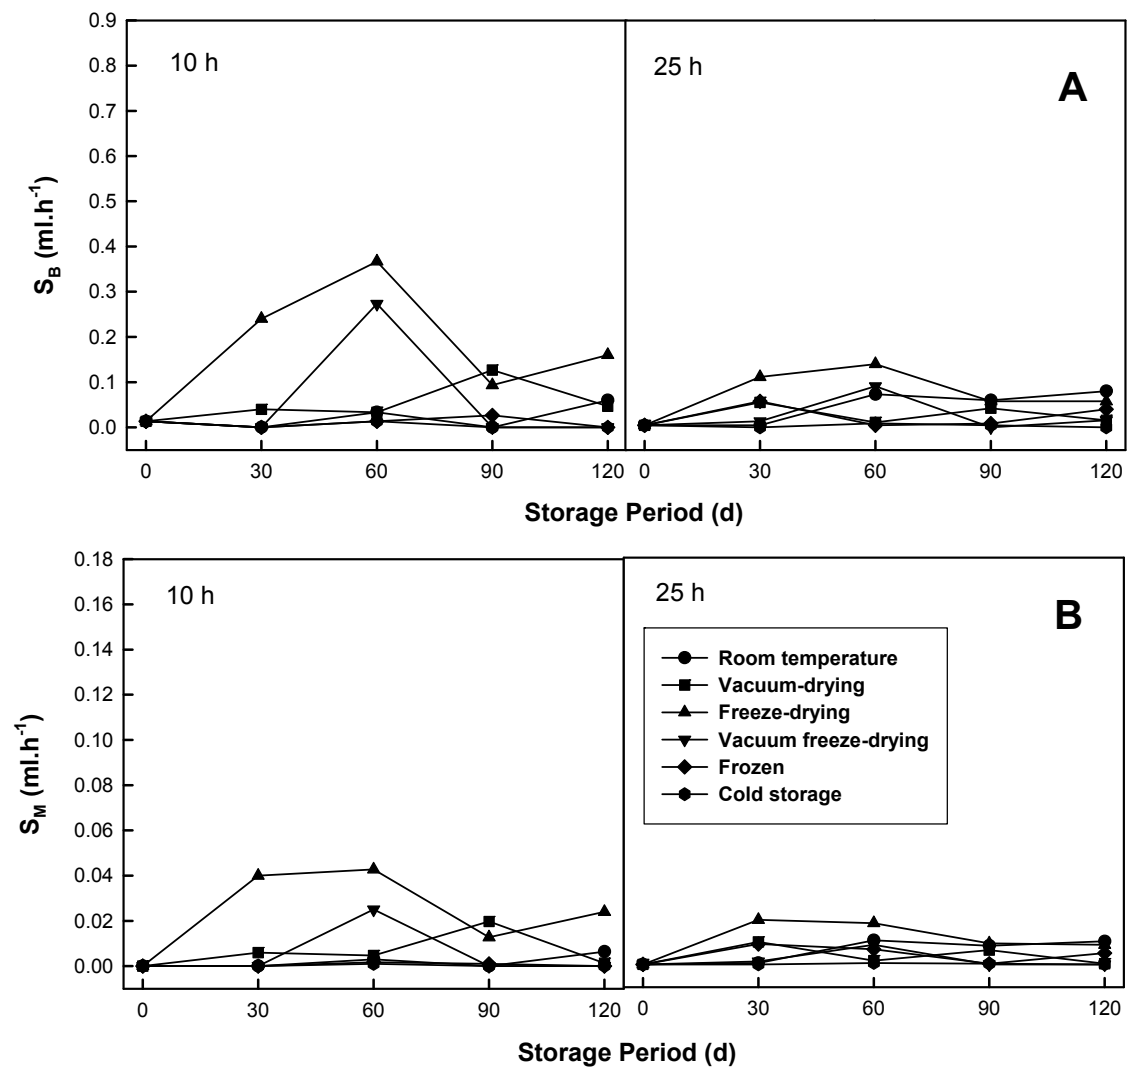 0.9
0.8
0.7
0.6
0.5
0.4
0.3
0.2
0.1
0.0
S_B (ml.h⁻¹)
10 h
25 h
A
0 30 60 90 120 0 30 60 90 120
Storage Period (d)
0.18
0.16
0.14
0.12
0.10
0.08
0.06
0.04
0.02
0.00
S_M (ml.h⁻¹)
10 h
25 h
B
Room temperature
Vacuum-drying
Freeze-drying
Vacuum freeze-drying
Frozen
Cold storage
0 30 60 90 120 0 30 60 90 120
Storage Period (d)